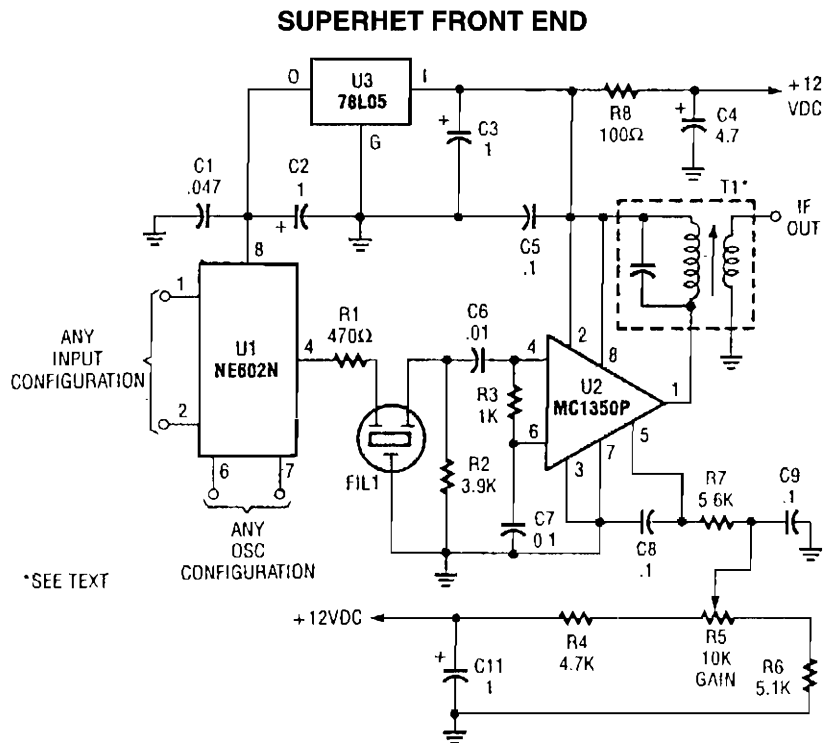 SUPERHET FRONT END
O
U3
78L05
I
G
+
C3
1
R8
100Ω
+
C4
4.7
+12
VDC
C1
.047
C2
1
+
C5
.1
T1*
IF
OUT
8
1
2
ANY
INPUT
CONFIGURATION
U1
NE602N
4
R1
470Ω
6
7
ANY
OSC
CONFIGURATION
FIL1
R2
3.9K
C6
.01
R3
1K
C7
0.1
4
6
2
8
U2
MC1350P
1
5
3
7
C8
.1
R7
5.6K
C9
.1
*SEE TEXT
+12VDC
+
C11
1
R4
4.7K
R5
10K
GAIN
R6
5.1K